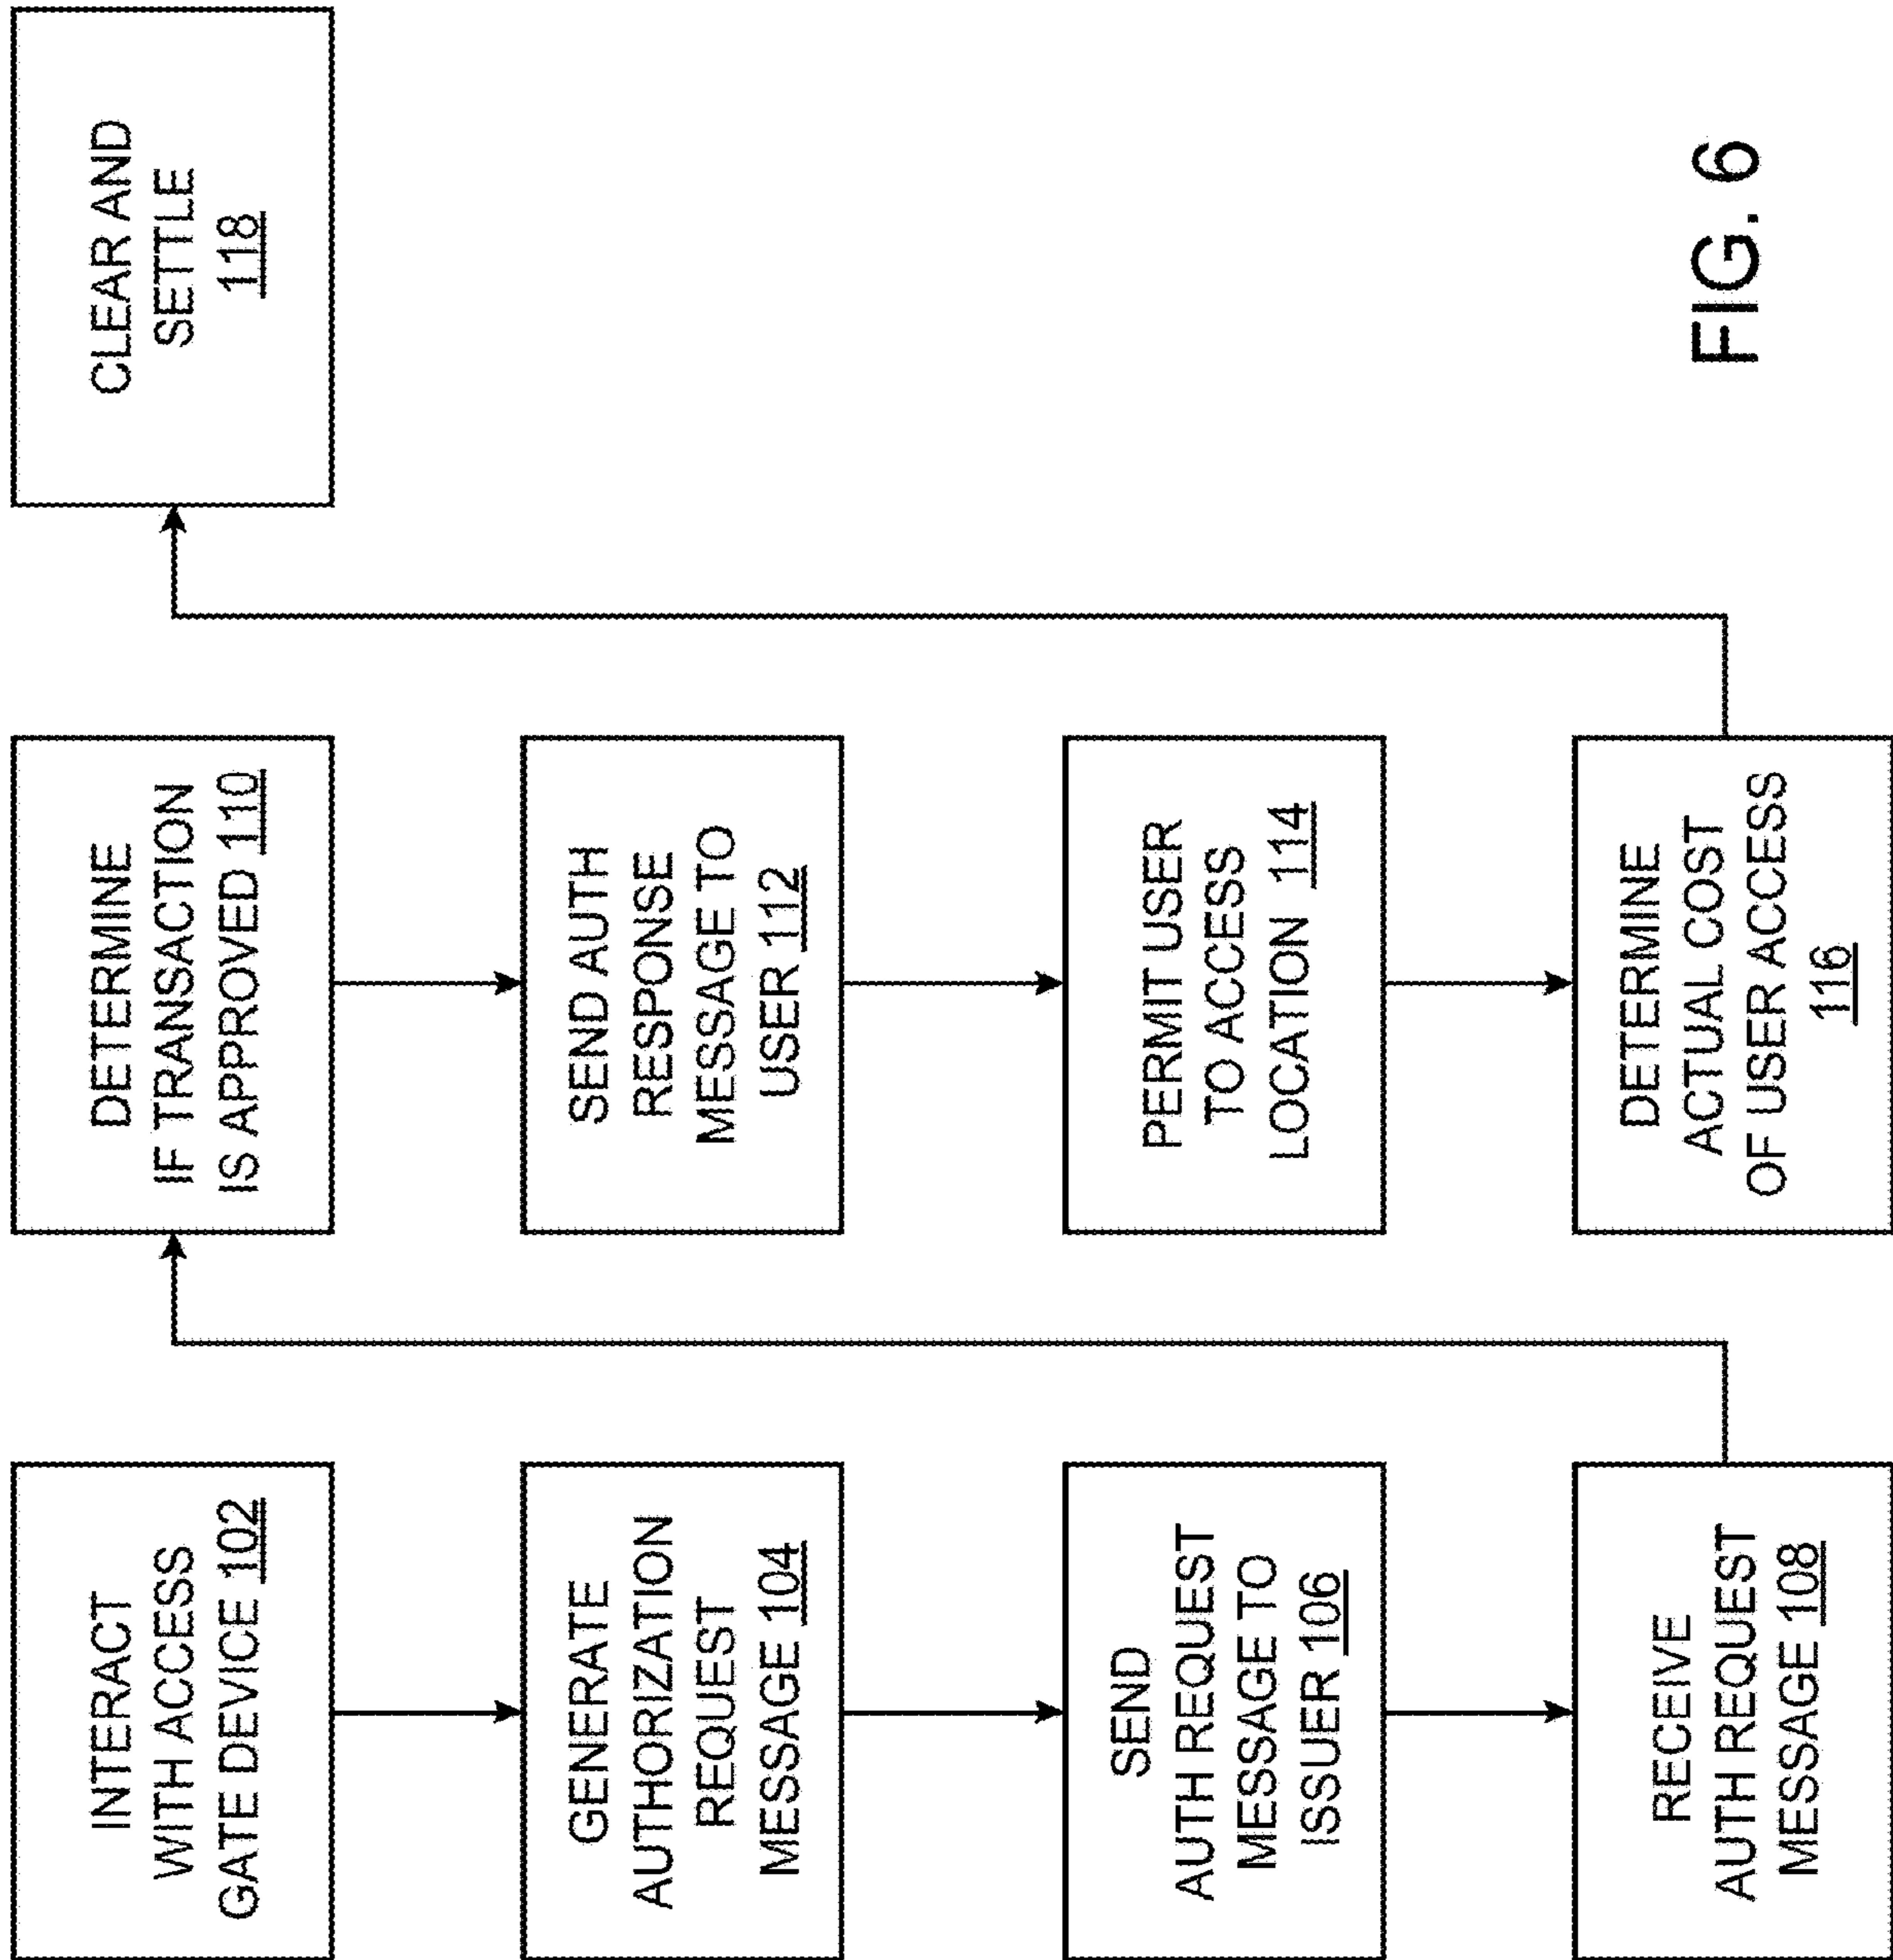 INTERACT
WITH ACCESS
GATE DEVICE 102
GENERATE
AUTHORIZATION
REQUEST
MESSAGE 104
SEND
AUTH REQUEST
MESSAGE TO
ISSUER 106
RECEIVE
AUTH REQUEST
MESSAGE 108
DETERMINE
IF TRANSACTION
IS APPROVED 110
SEND AUTH
RESPONSE
MESSAGE TO
USER 112
PERMIT USER
TO ACCESS
LOCATION 114
DETERMINE
ACTUAL COST
OF USER ACCESS
116
CLEAR AND
SETTLE
118
FIG. 6